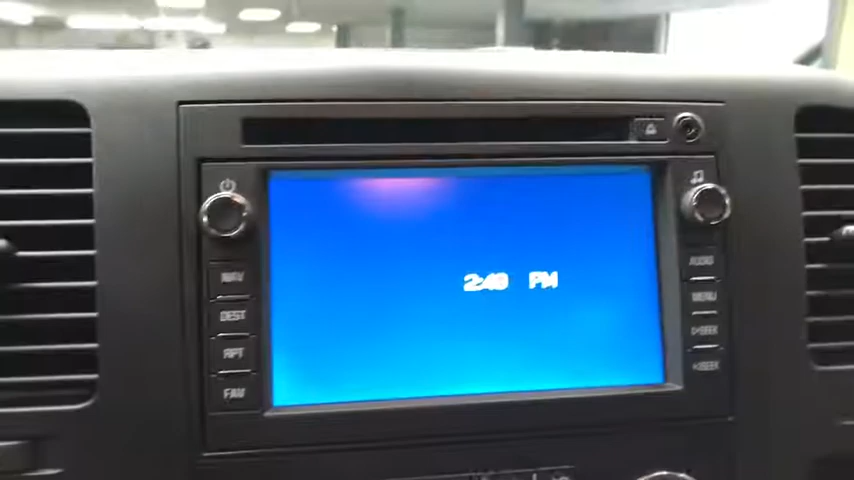 2:40 PM
NAV
DEST
RPT
FAV
AUDIO
MENU
SEEK
SEEK